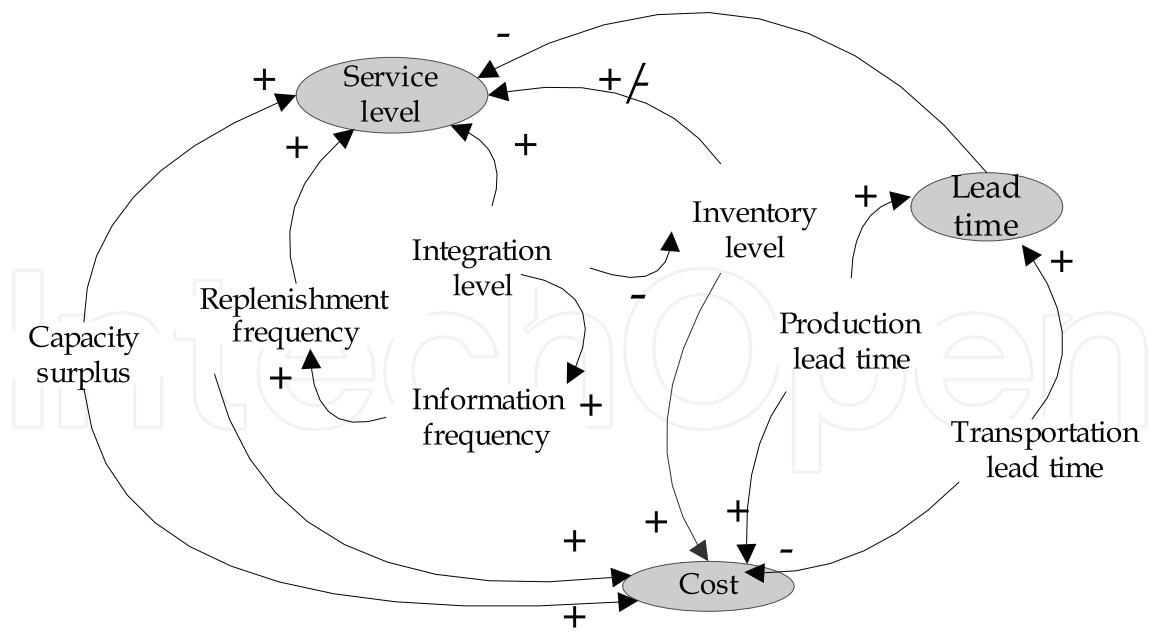 -
+
Service
level
+/-
+
+
Lead
time
+
Inventory
level
Integration
level
+
-
Replenishment
frequency
Production
lead time
Capacity
surplus
+
Information
frequency
+
Transportation
lead time
+
+
+
-
Cost
+
IntechOpen